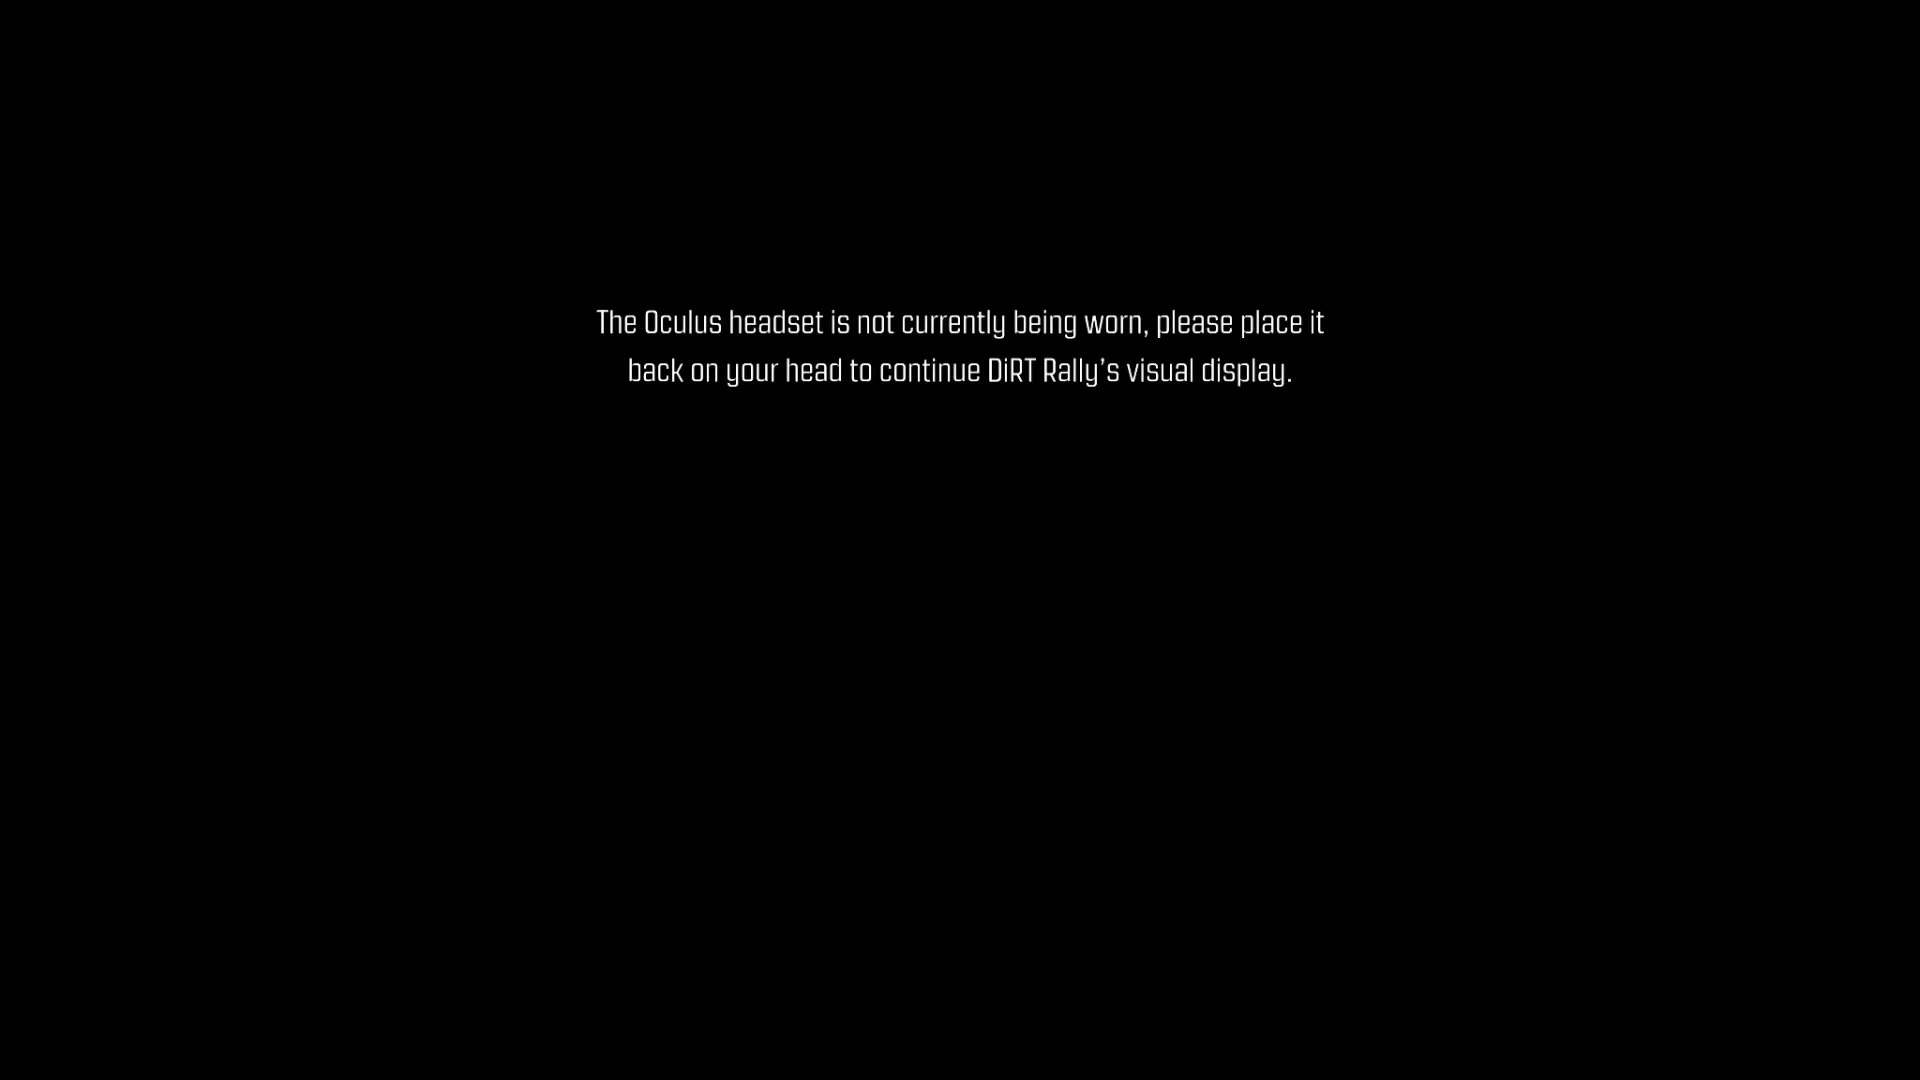 The Oculus headset is not currently being worn, please place it
back on your head to continue DiRT Rally’s visual display.